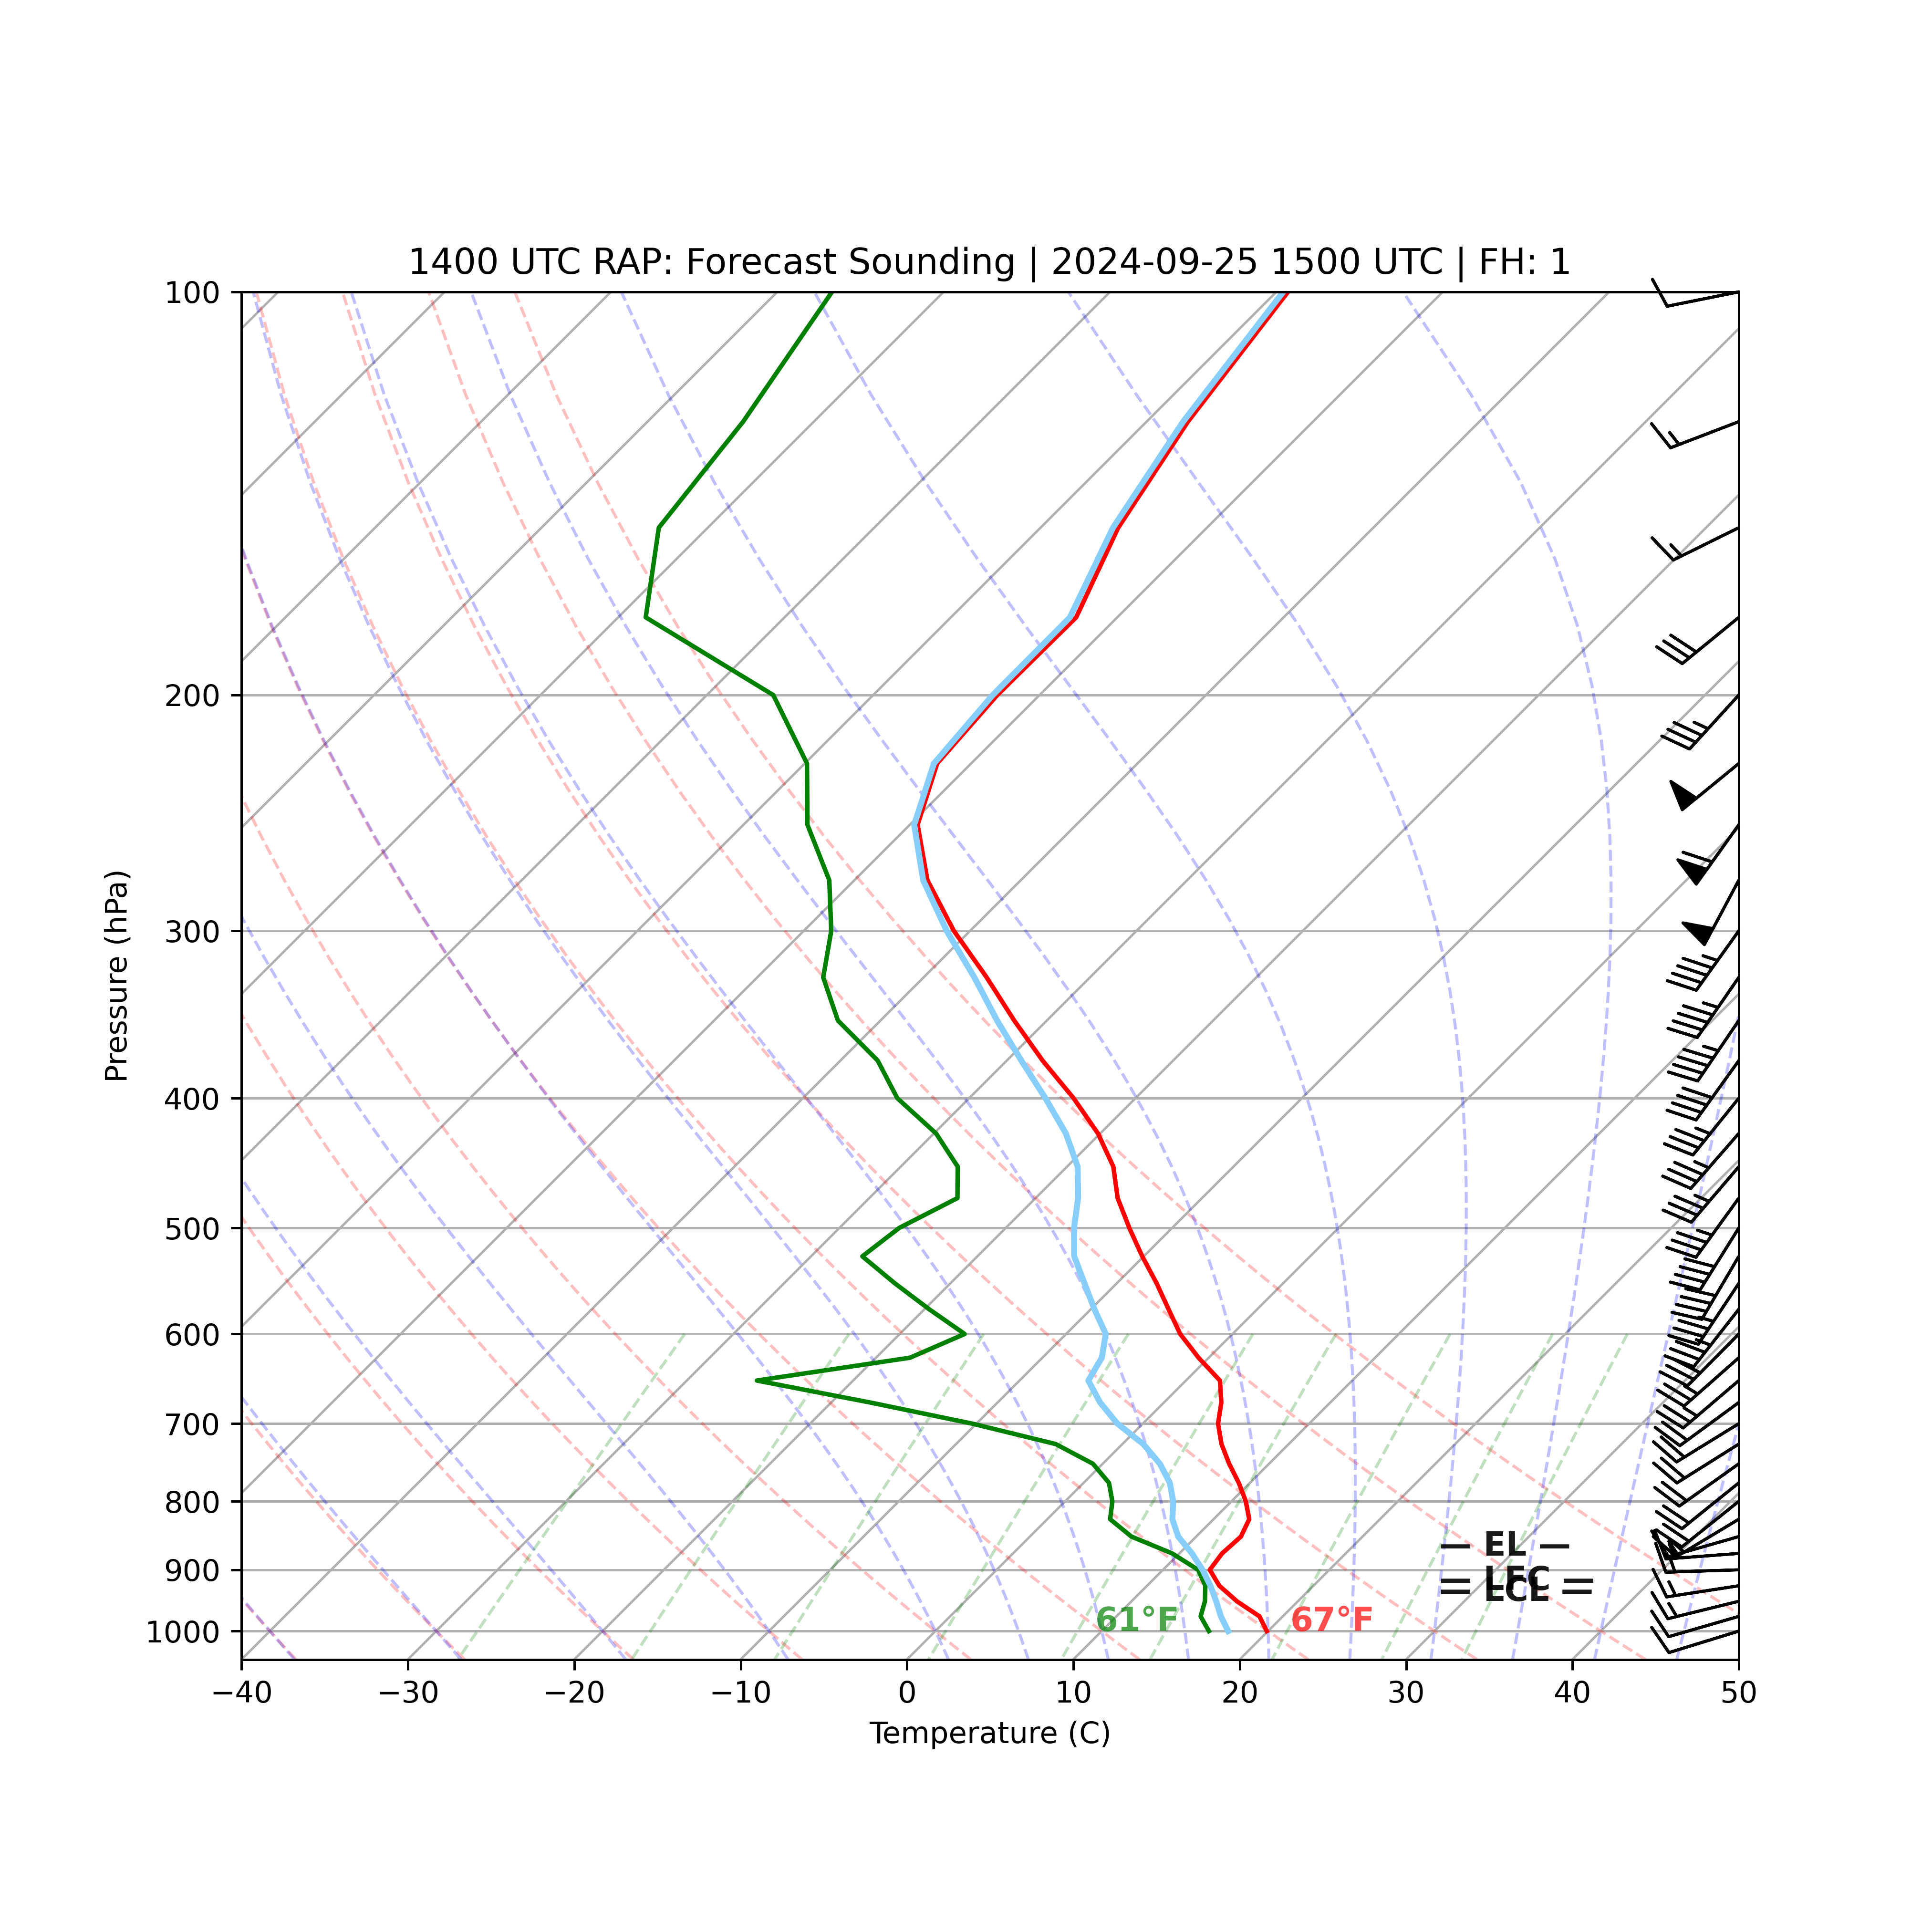 1400 UTC RAP: Forecast Sounding | 2024-09-25 1500 UTC | FH: 1
100
200
300
400
500
600
700
800
900
1000
Pressure (hPa)
— EL —
— LFC —
— LCL —
61°F
67°F
−40 −30 −20 −10 0 10 20 30 40 50
Temperature (C)